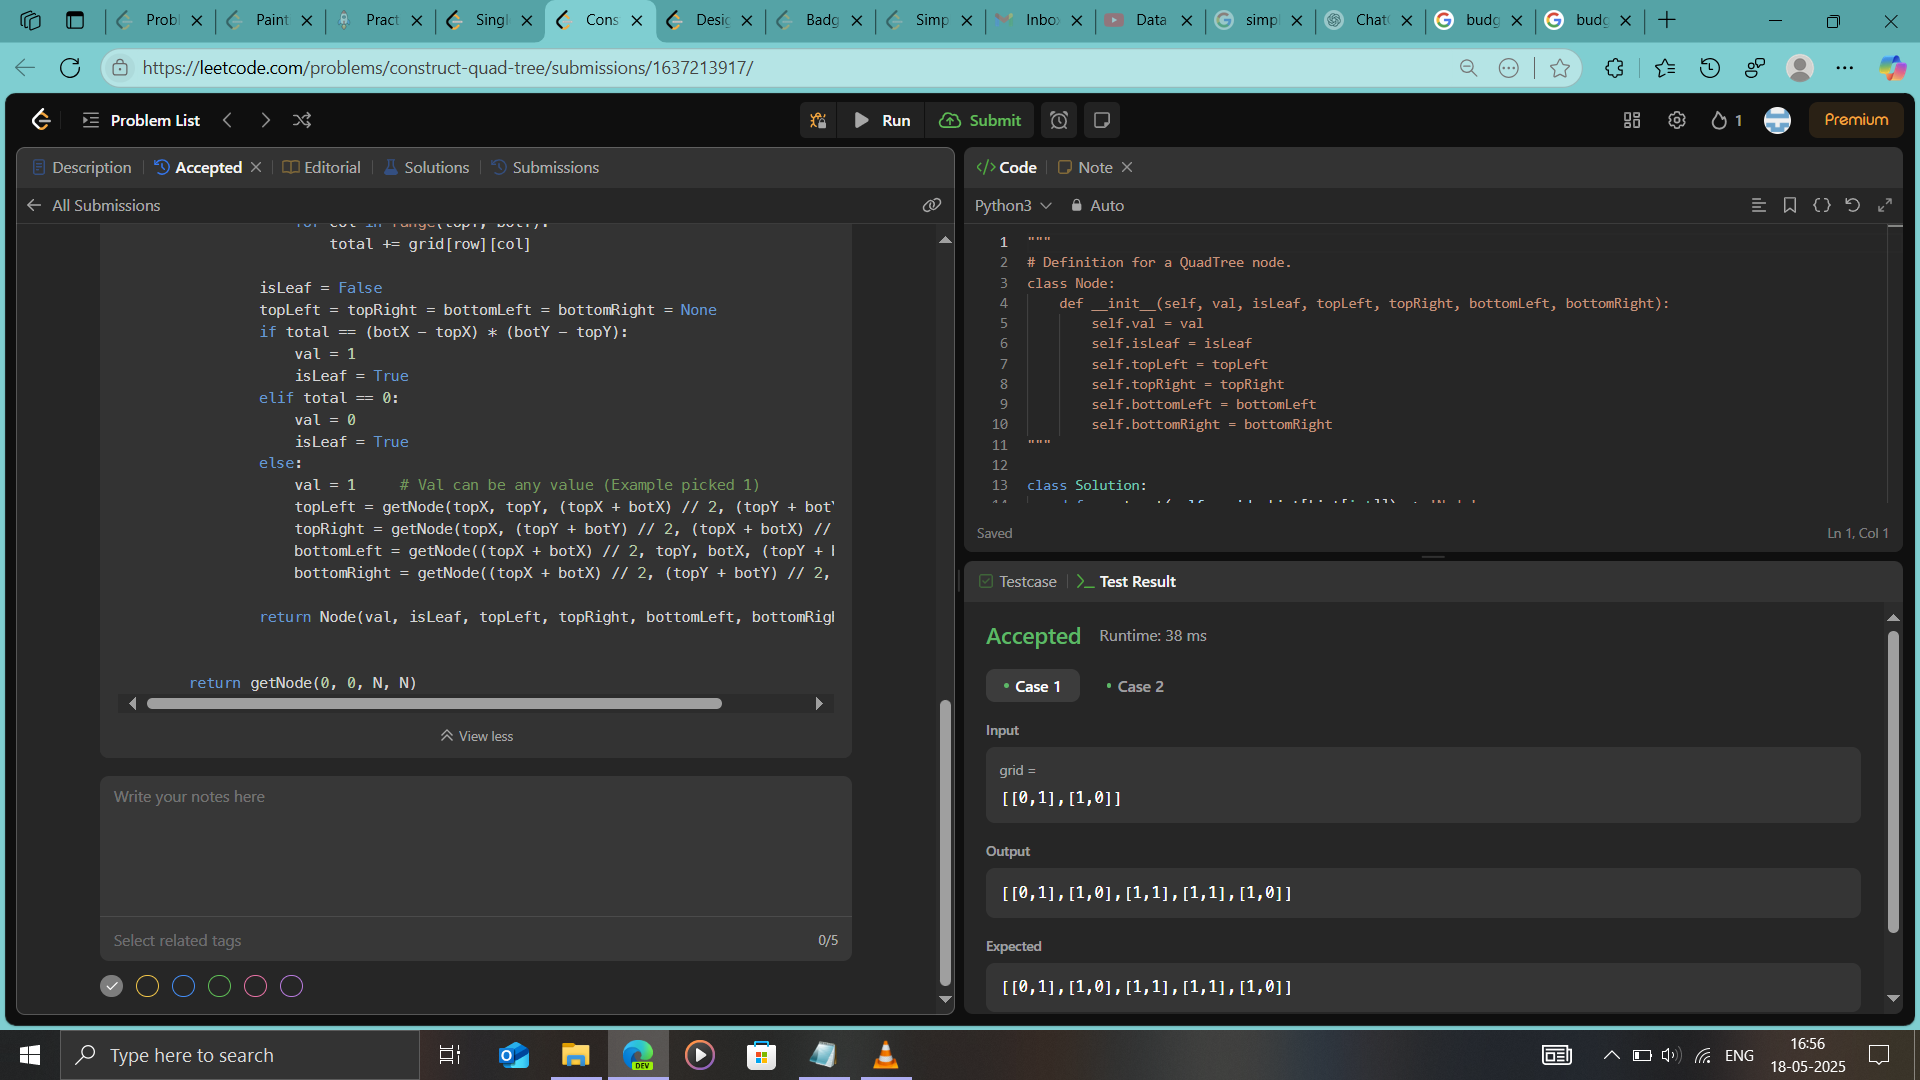 Probl
Paint
Pract
Singl
Cons
Desig
Badg
Simp
Inbox
Data
simpl
Chat
budg
budg
https://leetcode.com/problems/construct-quad-tree/submissions/1637213917/
Problem List
Run
Submit
1
Premium
Description
Accepted
Editorial
Solutions
Submissions
All Submissions
for col in range(topY, botY):
total += grid[row][col]
isLeaf = False
topLeft = topRight = bottomLeft = bottomRight = None
if total == (botX - topX) * (botY - topY):
val = 1
isLeaf = True
elif total == 0:
val = 0
isLeaf = True
else:
val = 1     # Val can be any value (Example picked 1)
topLeft = getNode(topX, topY, (topX + botX) // 2, (topY + botY
topRight = getNode(topX, (topY + botY) // 2, (topX + botX) //
bottomLeft = getNode((topX + botX) // 2, topY, botX, (topY +
bottomRight = getNode((topX + botX) // 2, (topY + botY) // 2,
return Node(val, isLeaf, topLeft, topRight, bottomLeft, bottomRigh
return getNode(0, 0, N, N)
View less
Write your notes here
Select related tags
0/5
Code
Note
Python3
Auto
1 """
2 # Definition for a QuadTree node.
3 class Node:
4 def __init__(self, val, isLeaf, topLeft, topRight, bottomLeft, bottomRight):
5 self.val = val
6 self.isLeaf = isLeaf
7 self.topLeft = topLeft
8 self.topRight = topRight
9 self.bottomLeft = bottomLeft
10 self.bottomRight = bottomRight
11 """
12
13 class Solution:
Saved
Ln 1, Col 1
Testcase
Test Result
Accepted
Runtime: 38 ms
Case 1
Case 2
Input
grid =
[[0,1],[1,0]]
Output
[[0,1],[1,0],[1,1],[1,1],[1,0]]
Expected
[[0,1],[1,0],[1,1],[1,1],[1,0]]
Type here to search
DEV
ENG
16:56
18-05-2025